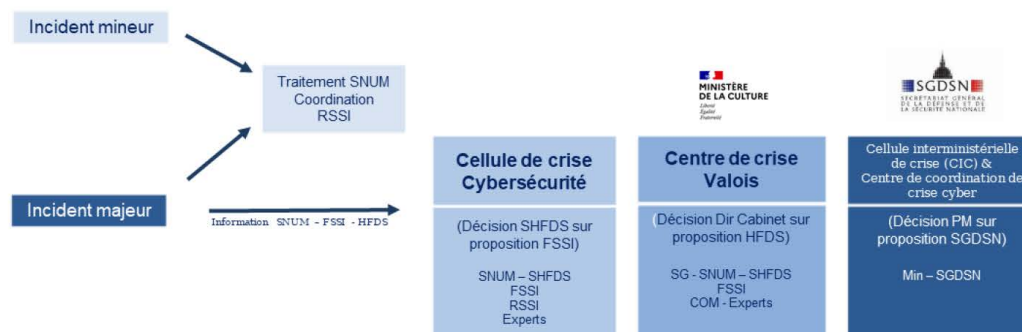 Incident mineur
Traitement SNUM
Coordination
RSSI
Incident majeur
Information SNUM – FSSI - HFDS
Cellule de crise
Cybersécurité
(Décision SHFDS sur
proposition FSSI)
SNUM – SHFDS
FSSI
RSSI
Experts
MINISTÈRE
DE LA CULTURE
Liberté
Égalité
Fraternité
Centre de crise
Valois
(Décision Dir Cabinet sur
proposition HFDS)
SG - SNUM – SHFDS
FSSI
COM - Experts
SGDSN
SECRÉTARIAT GÉNÉRAL
DE LA DÉFENSE ET DE
LA SÉCURITÉ NATIONALE
Cellule interministérielle
de crise (CIC) &
Centre de coordination de
crise cyber
(Décision PM sur
proposition SGDSN)
Min – SGDSN